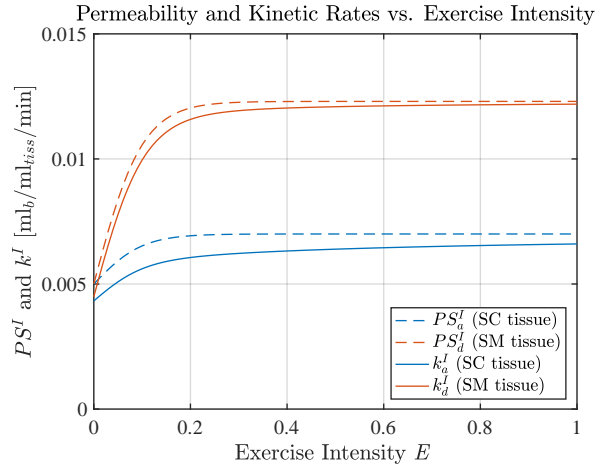 Permeability and Kinetic Rates vs. Exercise Intensity
0.015
0.01
0.005
0
PS^I and k^I [ml_b/ml_{tiss}/min]
PS_a^I (SC tissue)
PS_d^I (SM tissue)
k_a^I (SC tissue)
k_d^I (SM tissue)
0 0.2 0.4 0.6 0.8 1
Exercise Intensity E